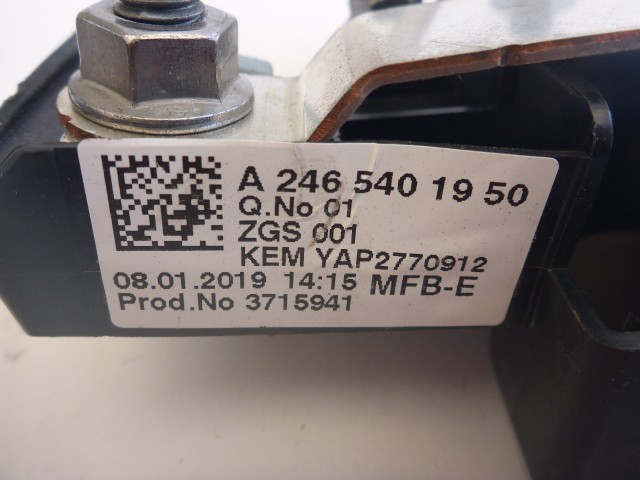 A 246 540 19 50
Q.No 01
ZGS 001
KEM YAP2770912
08.01.2019 14:15 MFB-E
Prod.No 3715941